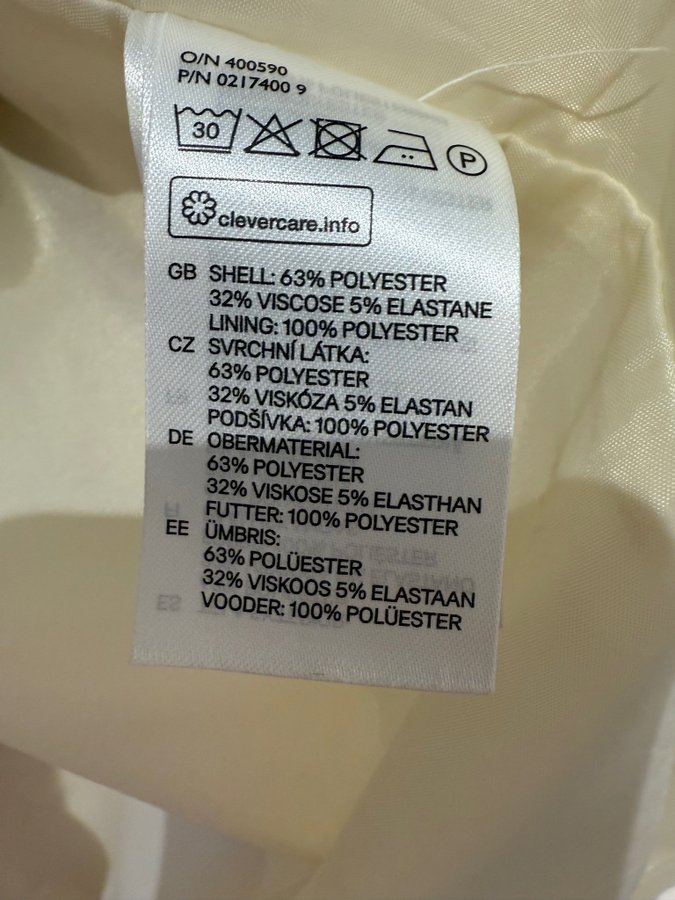 O/N 400590
P/N 0217400 9
30
P
clevercare.info
GB SHELL: 63% POLYESTER
32% VISCOSE 5% ELASTANE
LINING: 100% POLYESTER
CZ SVRCHNÍ LÁTKA:
63% POLYESTER
32% VISKÓZA 5% ELASTAN
PODŠÍVKA: 100% POLYESTER
DE OBERMATERIAL:
63% POLYESTER
32% VISKOSE 5% ELASTHAN
FUTTER: 100% POLYESTER
EE ÜMBRIS:
63% POLÜESTER
32% VISKOOS 5% ELASTAAN
VOODER: 100% POLÜESTER